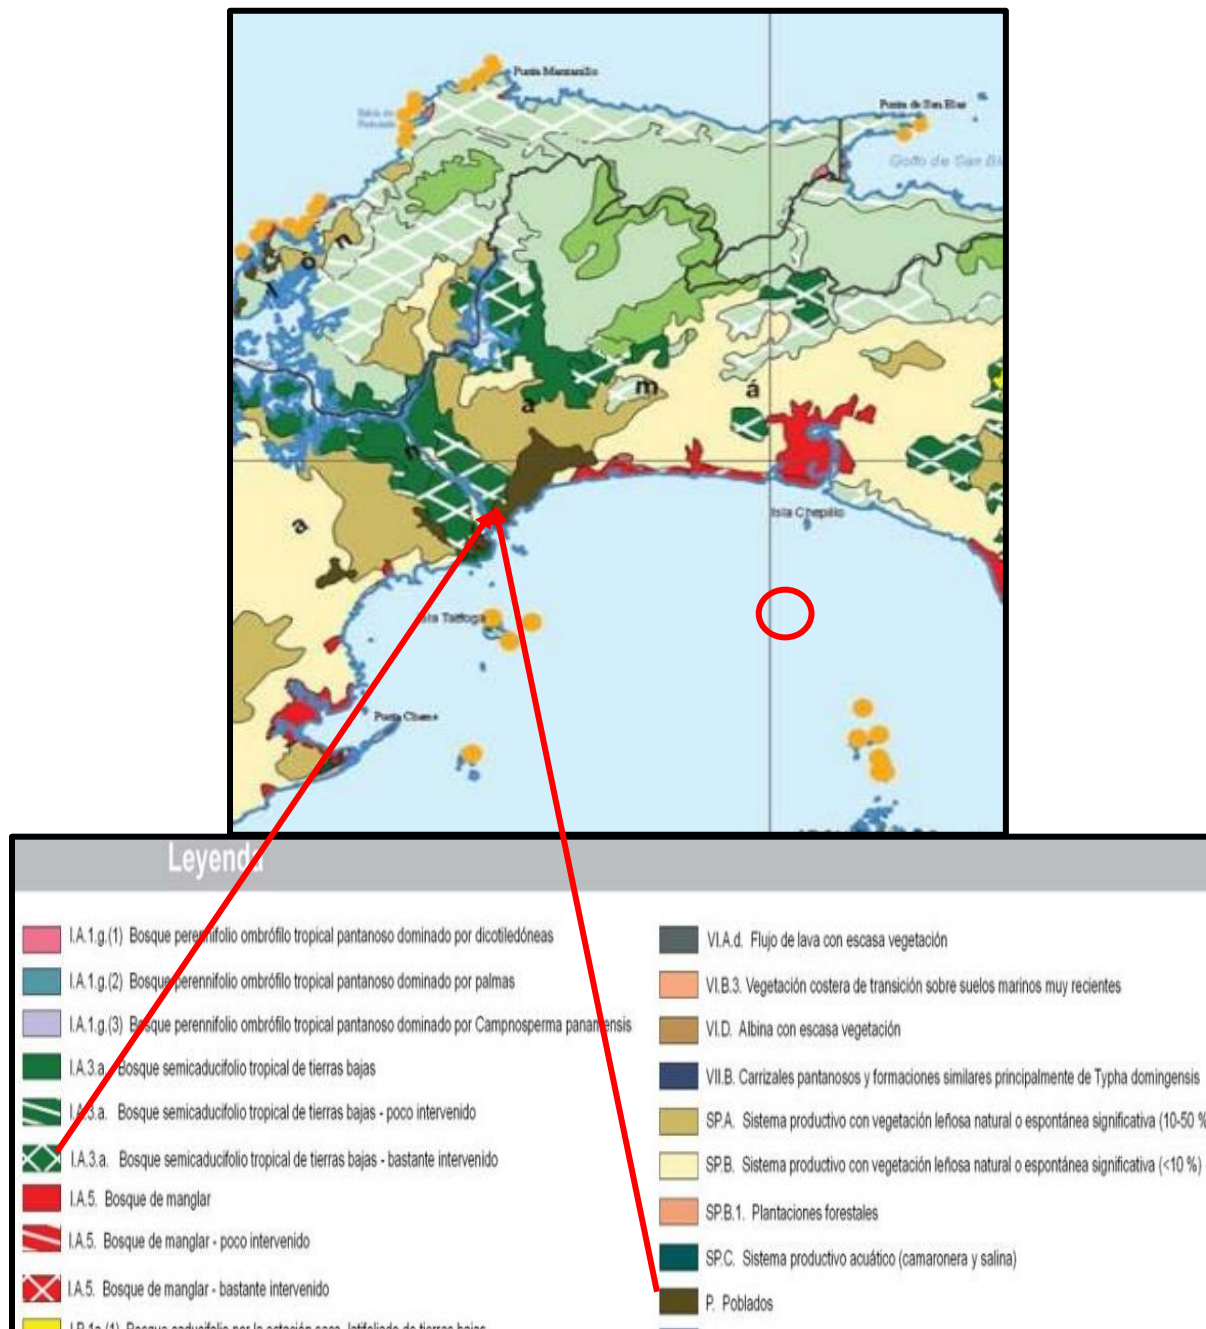 Punta Manzanillo
Punta de San Blas
Golfo de San Bl
C
o
l
ó
n
a
m
á
n
a
Isla Chepillo
Isla Taboga
Punta Chame
Leyenda
I.A.1.g.(1) Bosque perennifolio ombrófilo tropical pantanoso dominado por dicotiledóneas
I.A.1.g.(2) Bosque perennifolio ombrófilo tropical pantanoso dominado por palmas
I.A.1.g.(3) Bosque perennifolio ombrófilo tropical pantanoso dominado por Campnosperma panamensis
I.A.3.a. Bosque semicaducifolio tropical de tierras bajas
I.A.3.a. Bosque semicaducifolio tropical de tierras bajas - poco intervenido
I.A.3.a. Bosque semicaducifolio tropical de tierras bajas - bastante intervenido
I.A.5. Bosque de manglar
I.A.5. Bosque de manglar - poco intervenido
I.A.5. Bosque de manglar - bastante intervenido
VI.A.d. Flujo de lava con escasa vegetación
VI.B.3. Vegetación costera de transición sobre suelos marinos muy recientes
VI.D. Albina con escasa vegetación
VII.B. Carrizales pantanosos y formaciones similares principalmente de Typha domingensis
SP.A. Sistema productivo con vegetación leñosa natural o espontánea significativa (10-50 %
SP.B. Sistema productivo con vegetación leñosa natural o espontánea significativa (<10 %)
SP.B.1. Plantaciones forestales
SP.C. Sistema productivo acuático (camaronera y salina)
P. Poblados